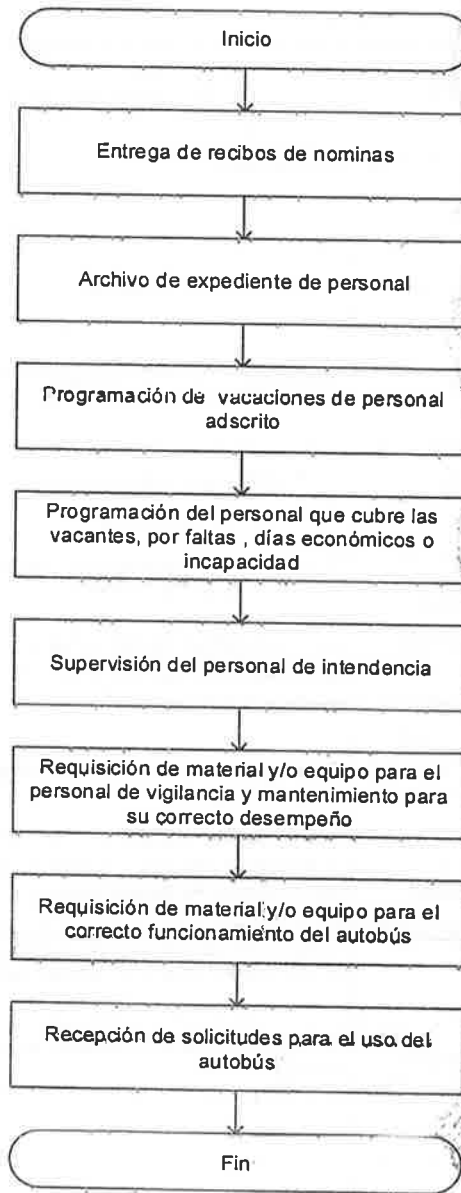 Inicio
Entrega de recibos de nominas
Archivo de expediente de personal
Programación de vacaciones de personal
adscrito
Programación del personal que cubre las
vacantes, por faltas , días económicos o
incapacidad
Supervisión del personal de intendencia
Requisición de material y/o equipo para el
personal de vigilancia y mantenimiento para
su correcto desempeño
Requisición de material y/o equipo para el
correcto funcionamiento del autobús
Recepción de solicitudes para el uso del
autobús
Fin